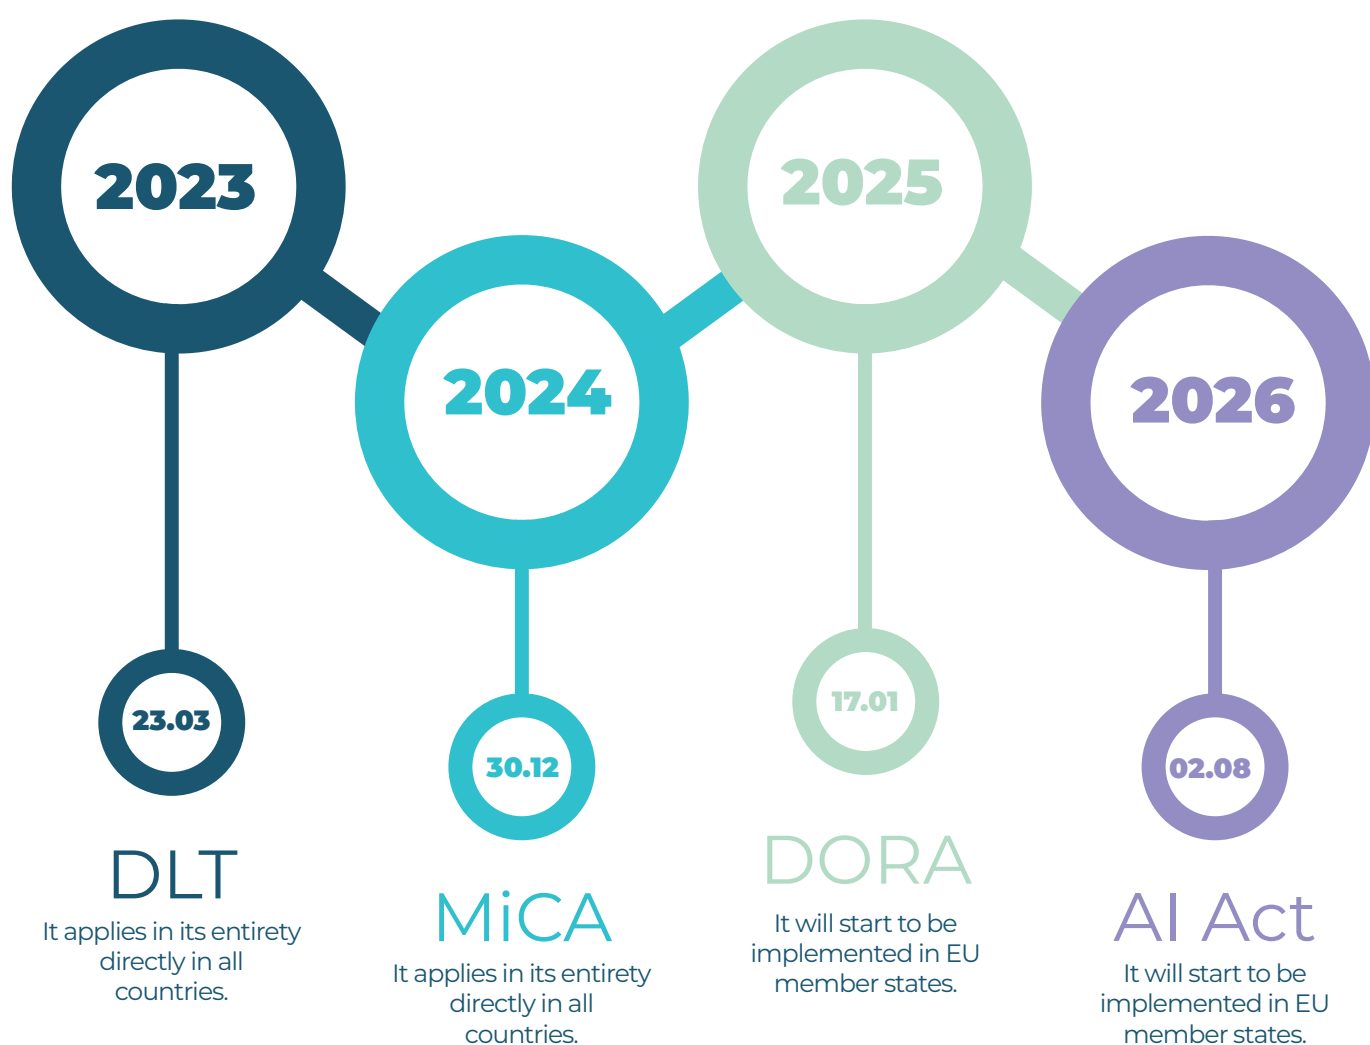 2023
23.03
DLT
It applies in its entirety
directly in all
countries.
2024
30.12
MiCA
It applies in its entirety
directly in all
countries.
2025
17.01
DORA
It will start to be
implemented in EU
member states.
2026
02.08
AI Act
It will start to be
implemented in EU
member states.